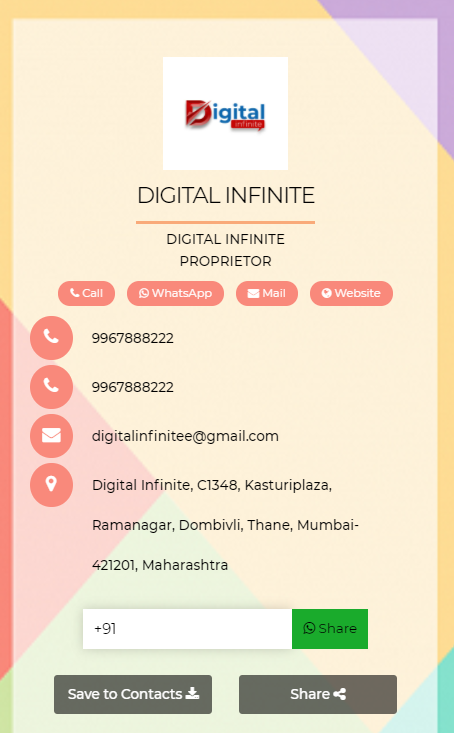 Digital
infinite
DIGITAL INFINITE
DIGITAL INFINITE
PROPRIETOR
Call WhatsApp Mail Website
9967888222
9967888222
digitalinfinitee@gmail.com
Digital Infinite, C1348, Kasturiplaza,
Ramanagar, Dombivli, Thane, Mumbai-
421201, Maharashtra
+91 Share
Save to Contacts Share